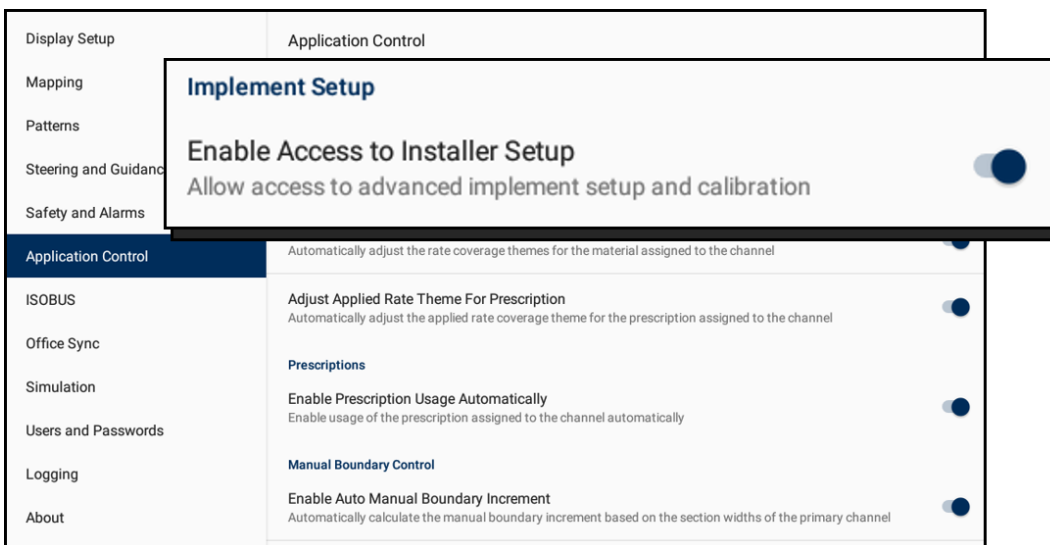 Display Setup
Mapping
Patterns
Steering and Guidanc
Safety and Alarms
Application Control
ISOBUS
Office Sync
Simulation
Users and Passwords
Logging
About
Application Control
Implement Setup
Enable Access to Installer Setup
Allow access to advanced implement setup and calibration
Automatically adjust the rate coverage themes for the material assigned to the channel
Adjust Applied Rate Theme For Prescription
Automatically adjust the applied rate coverage theme for the prescription assigned to the channel
Prescriptions
Enable Prescription Usage Automatically
Enable usage of the prescription assigned to the channel automatically
Manual Boundary Control
Enable Auto Manual Boundary Increment
Automatically calculate the manual boundary increment based on the section widths of the primary channel